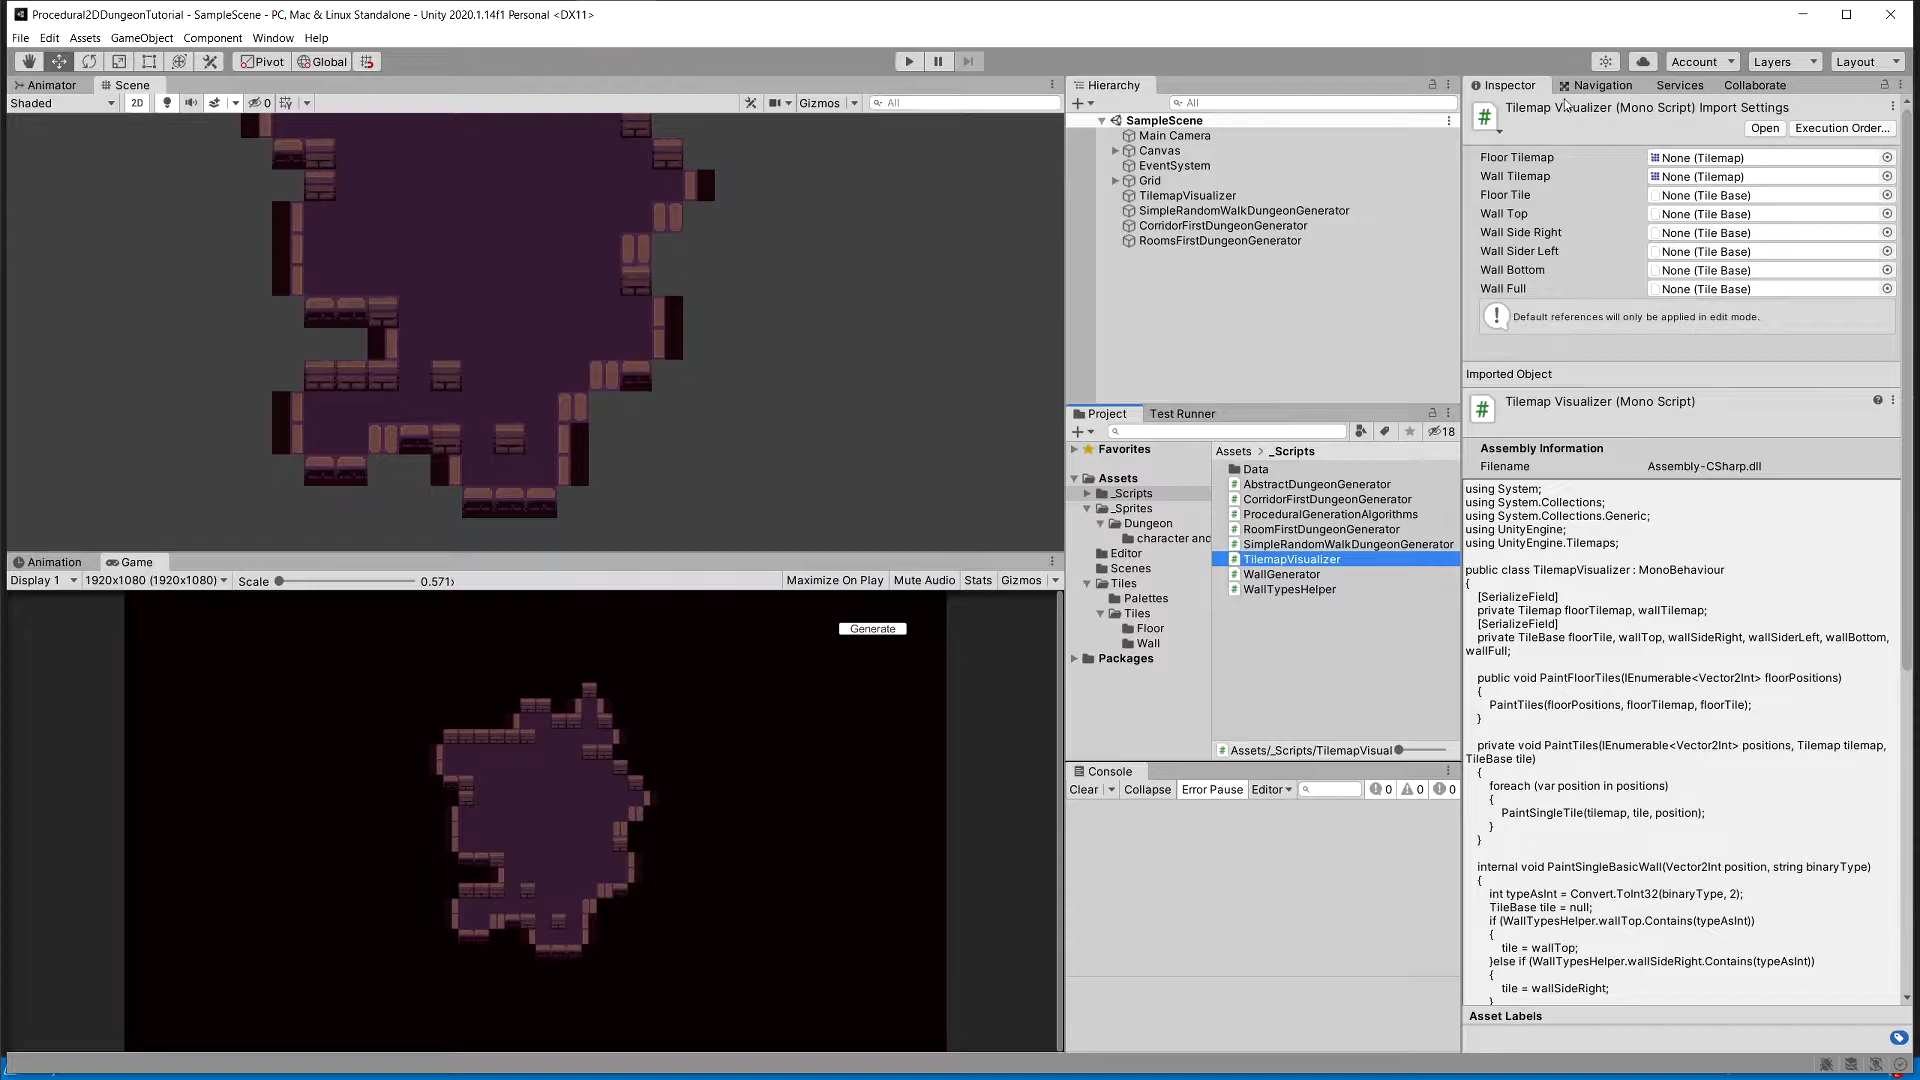 Procedural2DDungeonTutorial - SampleScene - PC, Mac & Linux Standalone - Unity 2020.1.14f1 Personal <DX11>
File Edit Assets GameObject Component Window Help
Pivot Global Account Layers Layout
Animator Scene
Shaded 2D 0 Gizmos All
Hierarchy
All
SampleScene
Main Camera
Canvas
EventSystem
Grid
TilemapVisualizer
SimpleRandomWalkDungeonGenerator
CorridorFirstDungeonGenerator
RoomsFirstDungeonGenerator
Inspector Navigation Services Collaborate
Tilemap Visualizer (Mono Script) Import Settings
Open Execution Order...
Floor Tilemap None (Tilemap)
Wall Tilemap None (Tilemap)
Floor Tile None (Tile Base)
Wall Top None (Tile Base)
Wall Side Right None (Tile Base)
Wall Sider Left None (Tile Base)
Wall Bottom None (Tile Base)
Wall Full None (Tile Base)
Default references will only be applied in edit mode.
Imported Object
Tilemap Visualizer (Mono Script)
Assembly Information
Filename Assembly-CSharp.dll
using System;
using System.Collections;
using System.Collections.Generic;
using UnityEngine;
using UnityEngine.Tilemaps;
public class TilemapVisualizer : MonoBehaviour
{
[SerializeField]
private Tilemap floorTilemap, wallTilemap;
[SerializeField]
private TileBase floorTile, wallTop, wallSideRight, wallSiderLeft, wallBottom,
wallFull;
public void PaintFloorTiles(IEnumerable<Vector2Int> floorPositions)
{
PaintTiles(floorPositions, floorTilemap, floorTile);
}
private void PaintTiles(IEnumerable<Vector2Int> positions, Tilemap tilemap,
TileBase tile)
{
foreach (var position in positions)
{
PaintSingleTile(tilemap, tile, position);
}
}
internal void PaintSingleBasicWall(Vector2Int position, string binaryType)
{
int typeAsInt = Convert.ToInt32(binaryType, 2);
TileBase tile = null;
if (WallTypesHelper.wallTop.Contains(typeAsInt))
{
tile = wallTop;
}else if (WallTypesHelper.wallSideRight.Contains(typeAsInt))
{
tile = wallSideRight;
}
Asset Labels
Project Test Runner
18
Favorites
Assets
_Scripts
_Sprites
Dungeon
character and
Editor
Scenes
Tiles
Palettes
Tiles
Floor
Wall
Packages
Assets > _Scripts
Data
AbstractDungeonGenerator
CorridorFirstDungeonGenerator
ProceduralGenerationAlgorithms
RoomFirstDungeonGenerator
SimpleRandomWalkDungeonGenerator
TilemapVisualizer
WallGenerator
WallTypesHelper
Assets/_Scripts/TilemapVisual
Console
Clear Collapse Error Pause Editor 0 0 0
Animation Game
Display 1 1920x1080 (1920x1080) Scale 0.571x Maximize On Play Mute Audio Stats Gizmos
Generate